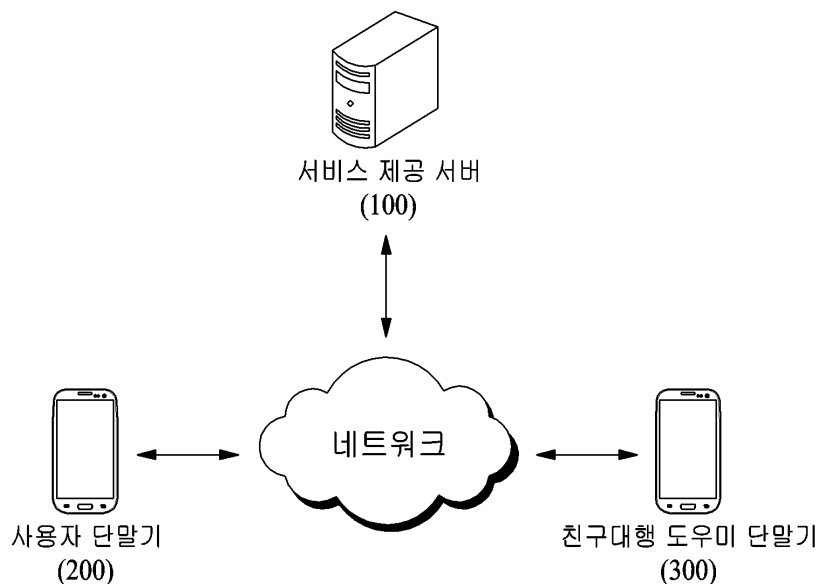 서비스 제공 서버
(100)
네트워크
사용자 단말기
(200)
친구대행 도우미 단말기
(300)